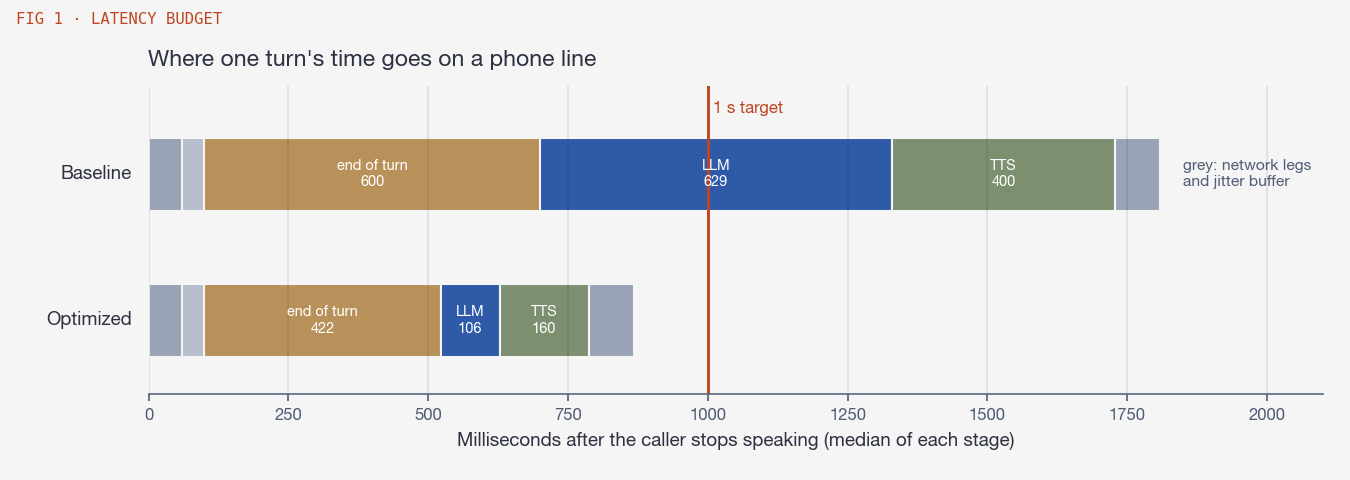 FIG 1 · LATENCY BUDGET
Where one turn's time goes on a phone line
1 s target
Baseline
end of turn
600
LLM
629
TTS
400
grey: network legs
and jitter buffer
Optimized
end of turn
422
LLM
106
TTS
160
0 250 500 750 1000 1250 1500 1750 2000
Milliseconds after the caller stops speaking (median of each stage)